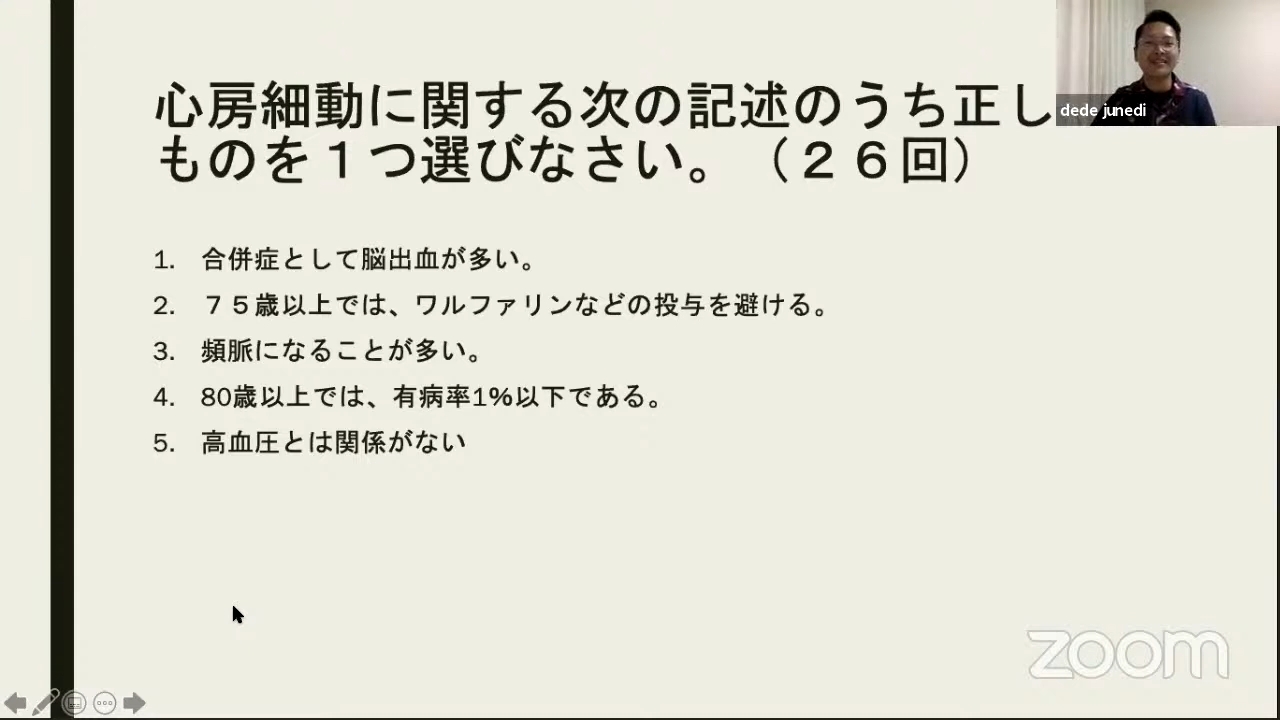 心房細動に関する次の記述のうち正し
ものを１つ選びなさい。（２６回）
1. 合併症として脳出血が多い。
2. ７５歳以上では、ワルファリンなどの投与を避ける。
3. 頻脈になることが多い。
4. 80歳以上では、有病率1%以下である。
5. 高血圧とは関係がない
dede junedi
zoom